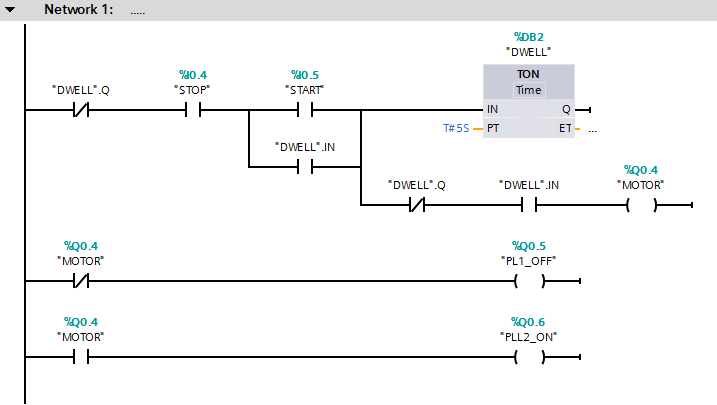 Network 1: .....
%DB2
"DWELL"
%I0.4 %I0.5 TON
"DWELL".Q "STOP" "START" Time
IN Q
T#5S PT ET ...
"DWELL".IN
%Q0.4
"DWELL".Q "DWELL".IN "MOTOR"
%Q0.4 %Q0.5
"MOTOR" "PL1_OFF"
%Q0.4 %Q0.6
"MOTOR" "PLL2_ON"